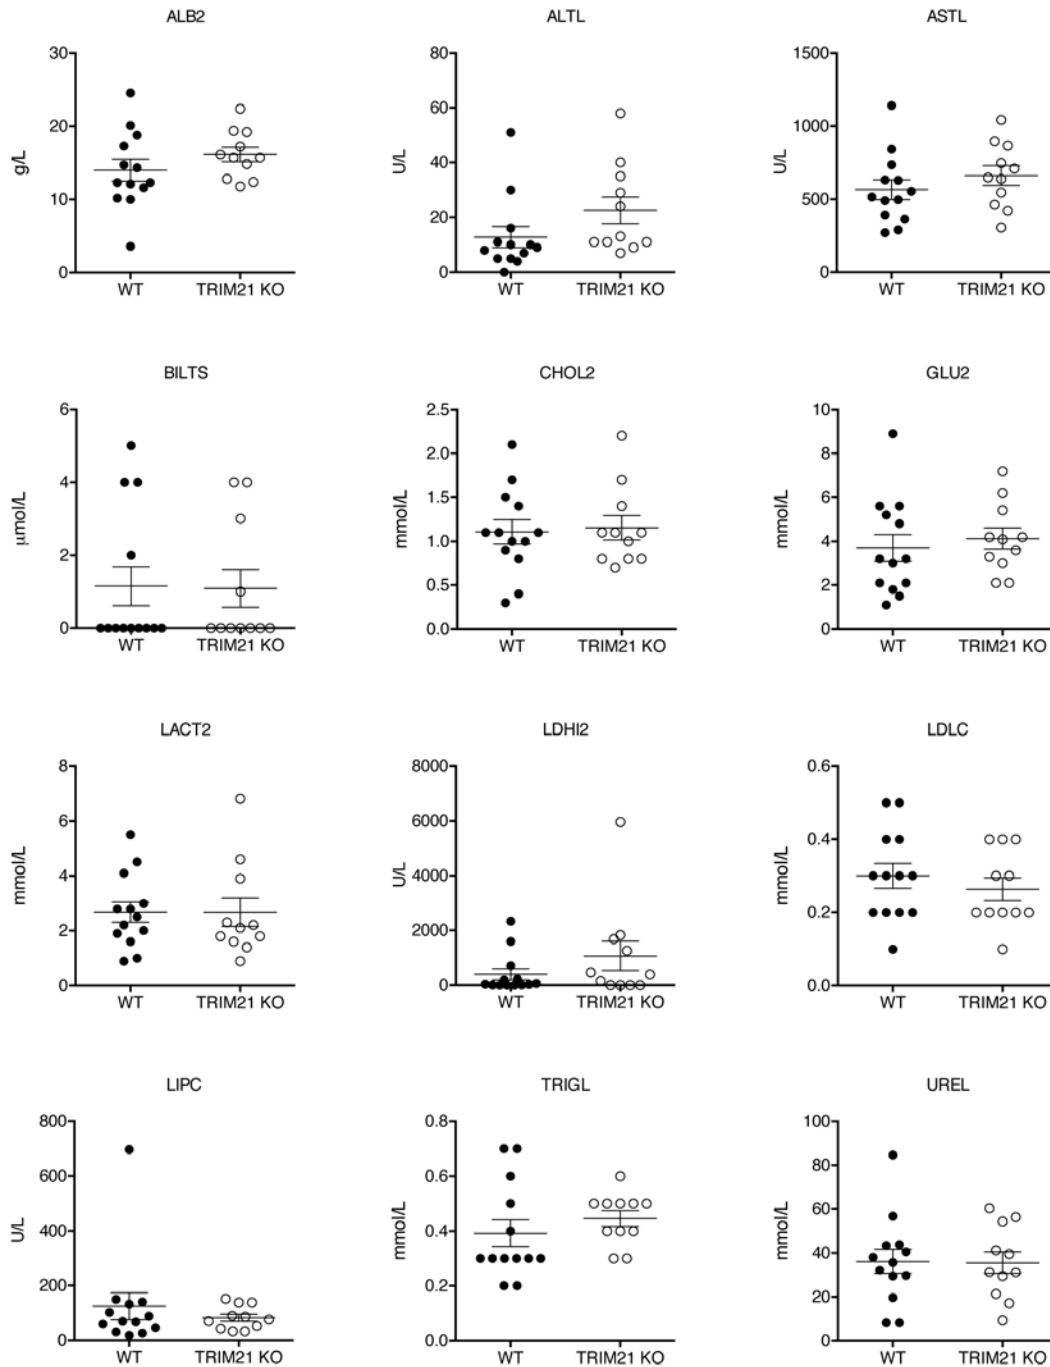 ALB2 ALTL ASTL
30 80 1500
60
20 1000
g/L U/L 40 U/L
10 500
20
0 0 0
WT TRIM21 KO WT TRIM21 KO WT TRIM21 KO
BILTS CHOL2 GLU2
6 2.5 10
2.0 8
4
μmol/L mmol/L 1.5 mmol/L 6
1.0 4
2
0.5 2
0 0.0 0
WT TRIM21 KO WT TRIM21 KO WT TRIM21 KO
LACT2 LDHI2 LDLC
8 8000 0.6
6 6000
0.4
mmol/L 4 U/L 4000 mmol/L
0.2
2 2000
0 0 0.0
WT TRIM21 KO WT TRIM21 KO WT TRIM21 KO
LIPC TRIGL UREL
800 0.8 100
80
600 0.6
60
U/L 400 mmol/L 0.4 mmol/L
40
200 0.2
20
0 0.0 0
WT TRIM21 KO WT TRIM21 KO WT TRIM21 KO